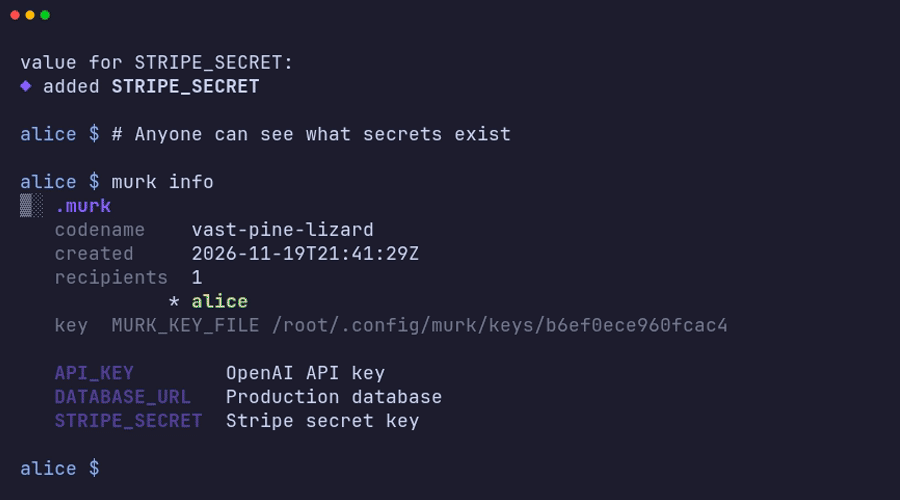 value for STRIPE_SECRET:
◆ added STRIPE_SECRET
alice $ # Anyone can see what secrets exist
alice $ murk info
▓░ .murk
codename vast-pine-lizard
created 2026-11-19T21:41:29Z
recipients 1
* alice
key MURK_KEY_FILE /root/.config/murk/keys/b6ef0ece960fcac4
API_KEY OpenAI API key
DATABASE_URL Production database
STRIPE_SECRET Stripe secret key
alice $